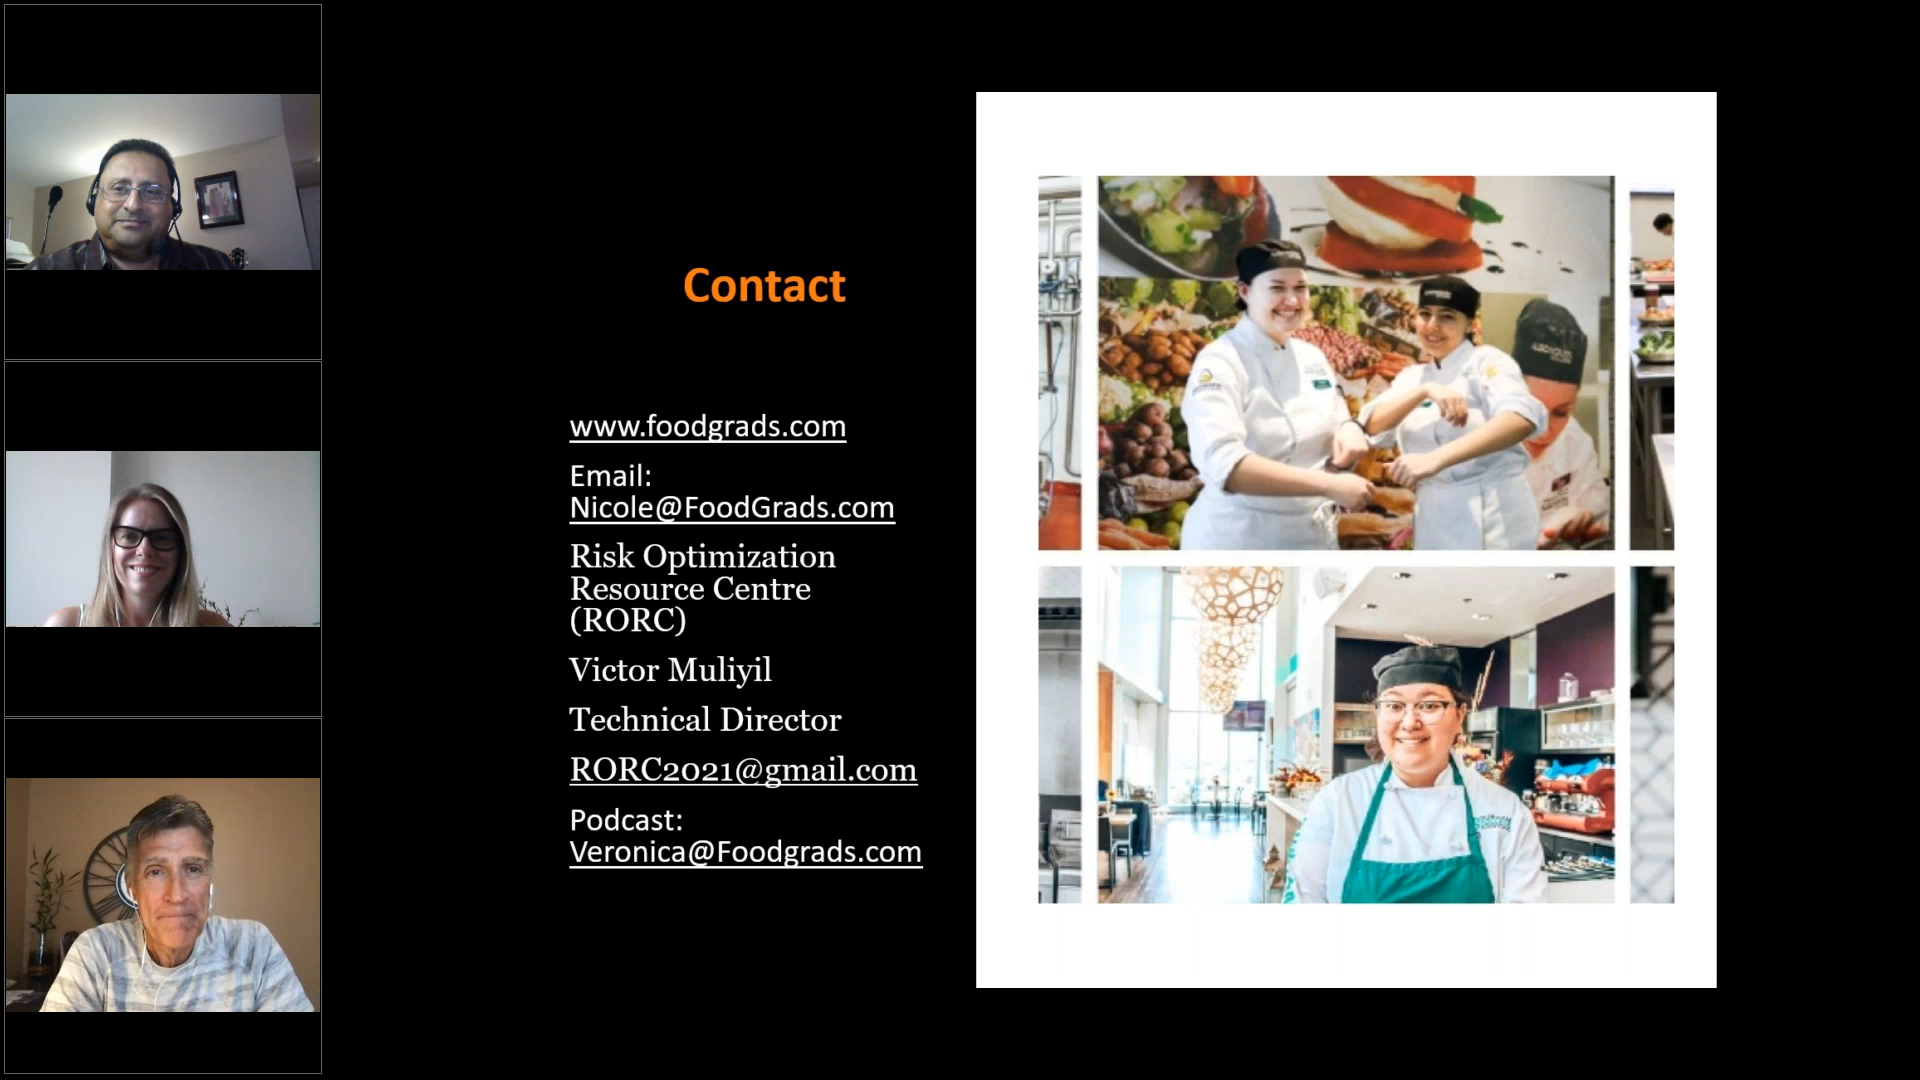 Contact
www.foodgrads.com
Email:
Nicole@FoodGrads.com
Risk Optimization
Resource Centre
(RORC)
Victor Muliyil
Technical Director
RORC2021@gmail.com
Podcast:
Veronica@Foodgrads.com
ALGONQUIN